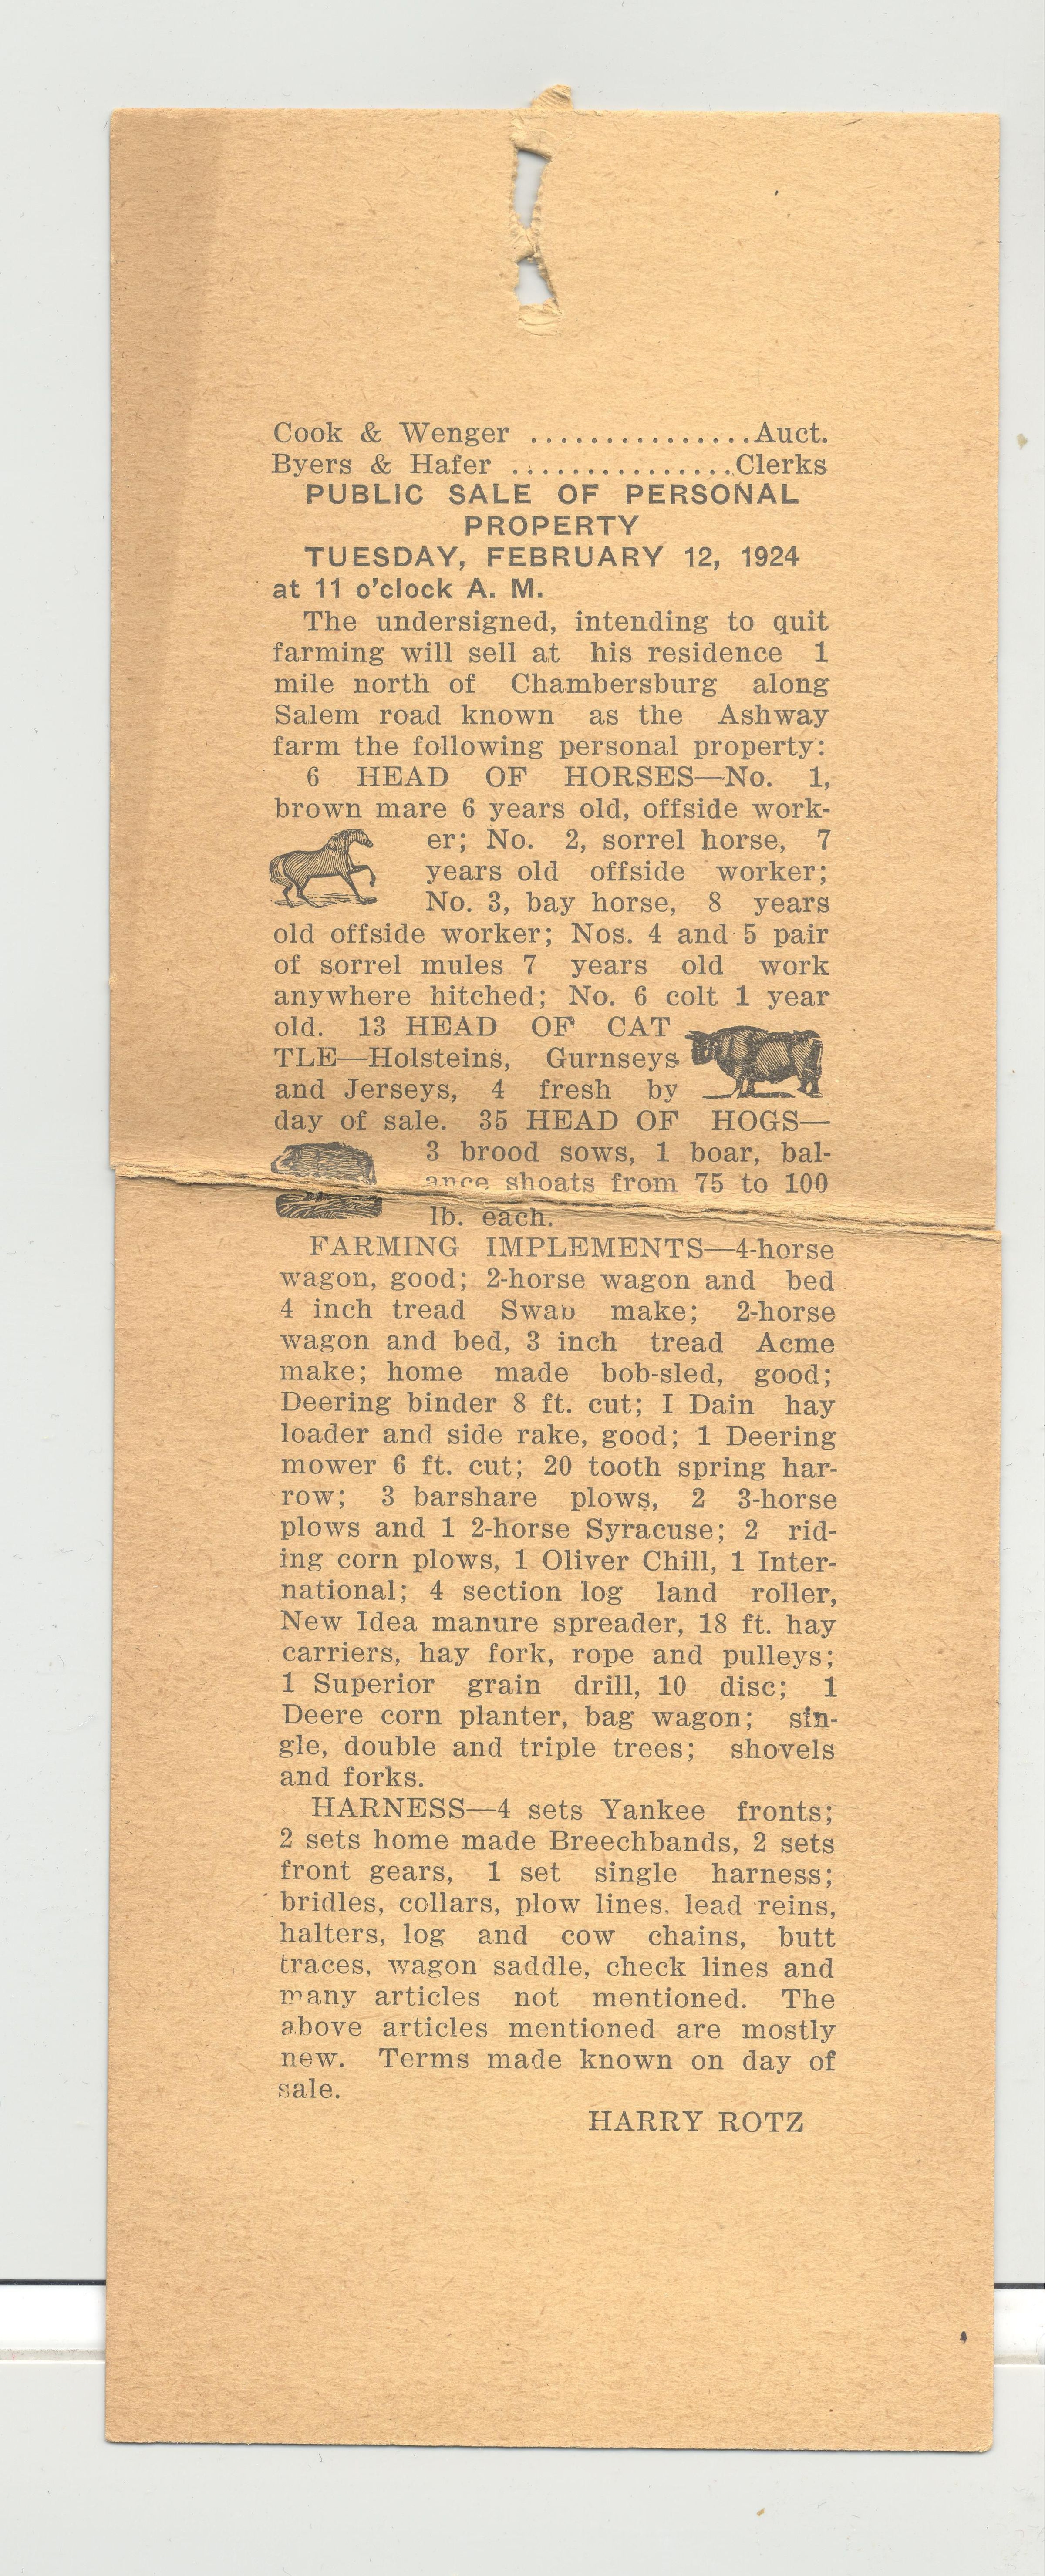 Cook & Wenger ...............Auct.
Byers & Hafer ...............Clerks
PUBLIC SALE OF PERSONAL
PROPERTY
TUESDAY, FEBRUARY 12, 1924
at 11 o'clock A. M.
The undersigned, intending to quit
farming will sell at his residence 1
mile north of Chambersburg along
Salem road known as the Ashway
farm the following personal property:
6 HEAD OF HORSES—No. 1,
brown mare 6 years old, offside work-
er; No. 2, sorrel horse, 7
years old offside worker;
No. 3, bay horse, 8 years
old offside worker; Nos. 4 and 5 pair
of sorrel mules 7 years old work
anywhere hitched; No. 6 colt 1 year
old. 13 HEAD OF CAT
TLE—Holsteins, Gurnseys
and Jerseys, 4 fresh by
day of sale. 35 HEAD OF HOGS—
3 brood sows, 1 boar, bal-
ance shoats from 75 to 100
lb. each.
FARMING IMPLEMENTS—4-horse
wagon, good; 2-horse wagon and bed
4 inch tread Swab make; 2-horse
wagon and bed, 3 inch tread Acme
make; home made bob-sled, good;
Deering binder 8 ft. cut; I Dain hay
loader and side rake, good; 1 Deering
mower 6 ft. cut; 20 tooth spring har-
row; 3 barshare plows, 2 3-horse
plows and 1 2-horse Syracuse; 2 rid-
ing corn plows, 1 Oliver Chill, 1 Inter-
national; 4 section log land roller,
New Idea manure spreader, 18 ft. hay
carriers, hay fork, rope and pulleys;
1 Superior grain drill, 10 disc; 1
Deere corn planter, bag wagon; sin-
gle, double and triple trees; shovels
and forks.
HARNESS—4 sets Yankee fronts;
2 sets home made Breechbands, 2 sets
front gears, 1 set single harness;
bridles, collars, plow lines, lead reins,
halters, log and cow chains, butt
traces, wagon saddle, check lines and
many articles not mentioned. The
above articles mentioned are mostly
new. Terms made known on day of
sale.
HARRY ROTZ